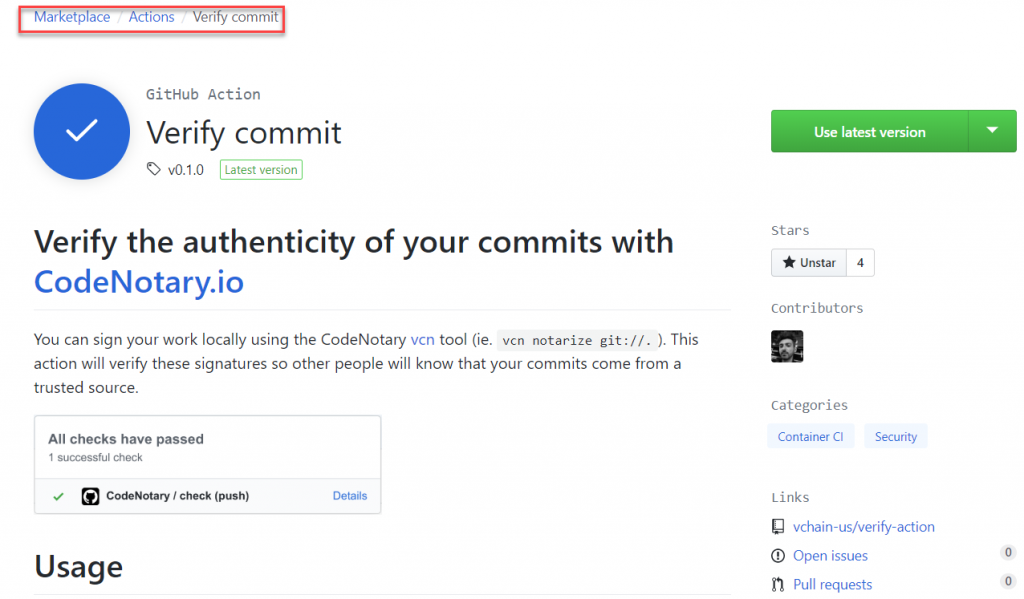 Marketplace / Actions / Verify commit
GitHub Action
Verify commit
v0.1.0 Latest version
Use latest version
Verify the authenticity of your commits with
CodeNotary.io
You can sign your work locally using the CodeNotary vcn tool (ie. vcn notarize git://. ). This
action will verify these signatures so other people will know that your commits come from a
trusted source.
All checks have passed
1 successful check
CodeNotary / check (push) Details
Usage
Stars
Unstar 4
Contributors
Categories
Container CI Security
Links
vchain-us/verify-action
Open issues 0
Pull requests 0